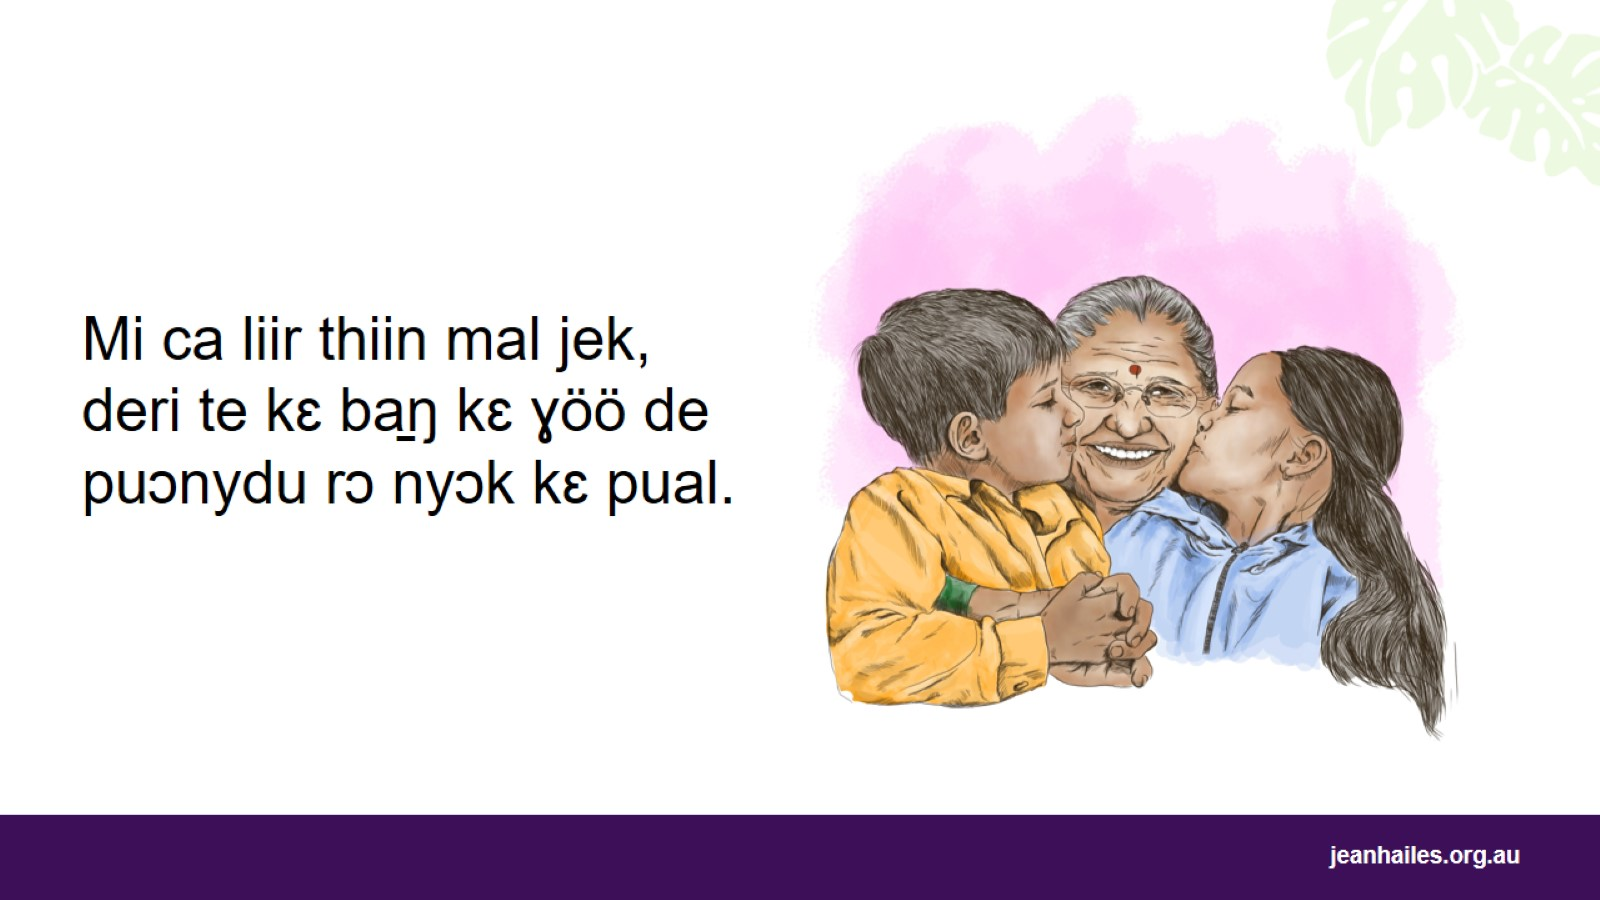 Mi ca liir thiin mal jek,
deri te kɛ ba̱ŋ kɛ ɣöö de
puɔnydu rɔ nyɔk kɛ pual.
jeanhailes.org.au